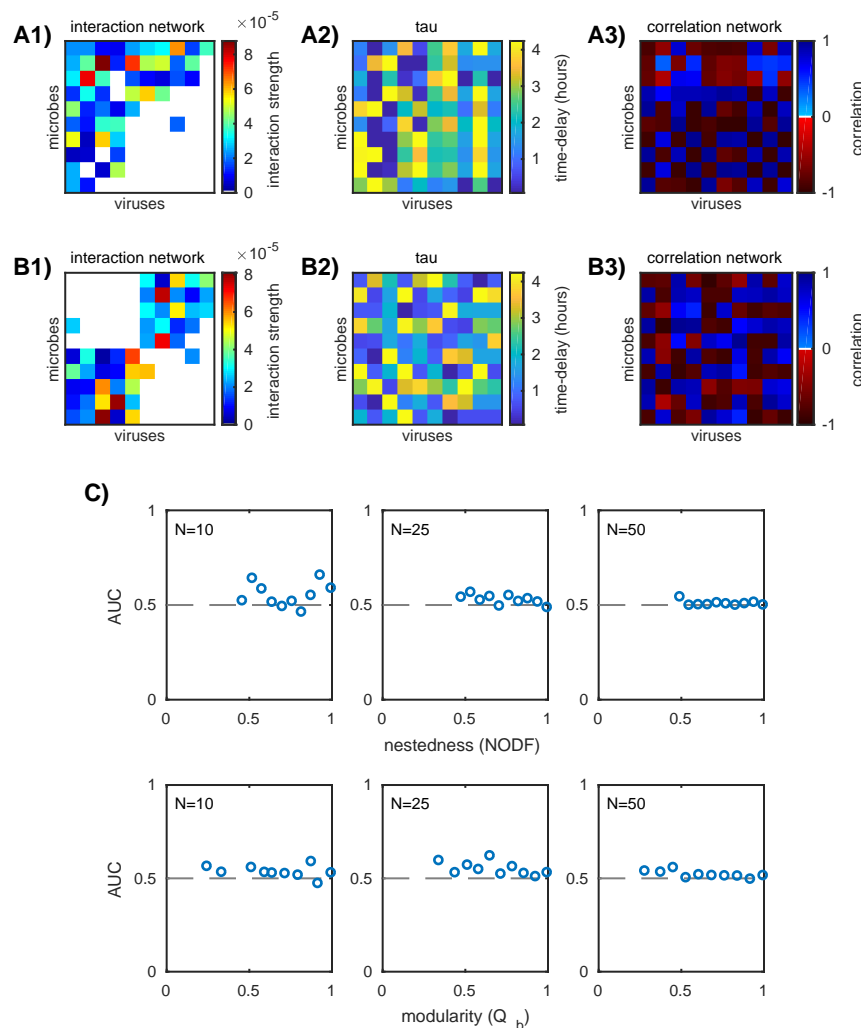 A1)
interaction network
×10-5
microbes
viruses
8
6
4
2
0
interaction strength
A2)
tau
4
3
2
1
time-delay (hours)
A3)
correlation network
microbes
viruses
1
0
-1
correlation
B1)
interaction network
×10-5
microbes
viruses
8
6
4
2
0
interaction strength
B2)
tau
microbes
viruses
4
3
2
1
time-delay (hours)
B3)
correlation network
microbes
viruses
1
0
-1
correlation
C)
AUC
1
0.5
0
N=10
0
0.5
1
1
0.5
0
N=25
0
0.5
1
1
0.5
0
N=50
0
0.5
1
nestedness (NODF)
AUC
1
0.5
0
N=10
0
0.5
1
1
0.5
0
N=25
0
0.5
1
1
0.5
0
N=50
0
0.5
1
modularity (Q_b)